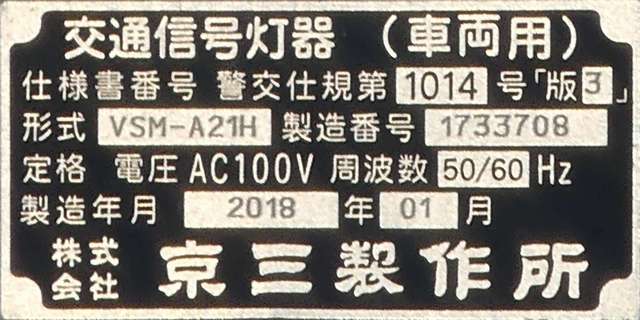 交通信号灯器 (車両用)
仕様書番号 警交仕規第 1014 号「版3」
形式 VSM-A21H 製造番号 1733708
定格 電圧 AC100V 周波数 50/60 Hz
製造年月 2018 年 01 月
株式会社 京三製作所